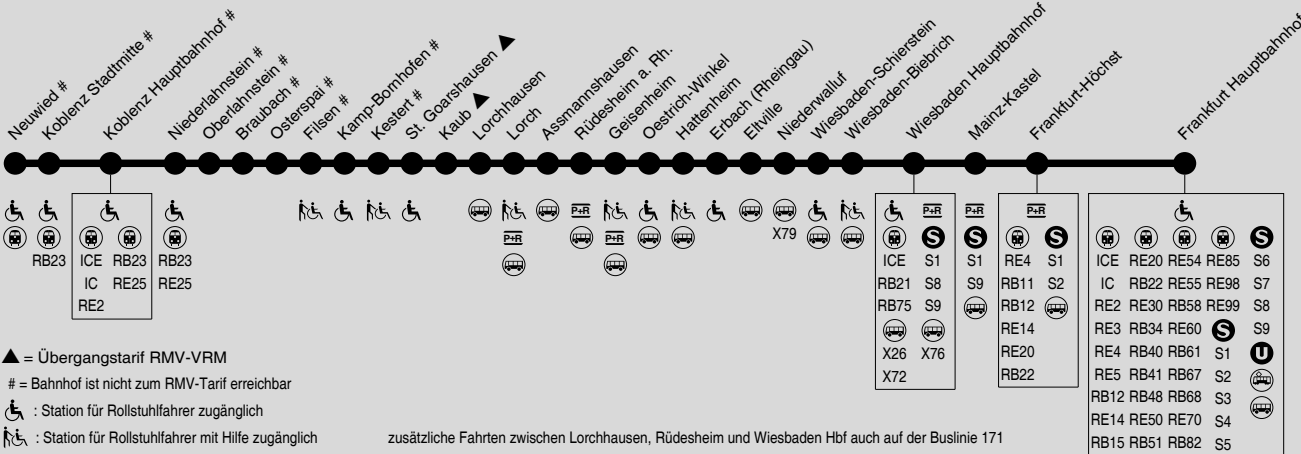 Neuwied #
Koblenz Stadtmitte #
Koblenz Hauptbahnhof #
Niederlahnstein #
Oberlahnstein #
Braubach #
Osterspai #
Filsen #
Kamp-Bornhofen #
Kestert #
St. Goarshausen ▲
Kaub ▲
Lorchhausen
Lorch
Assmannshausen
Rüdesheim a. Rh.
Geisenheim
Oestrich-Winkel
Hattenheim
Erbach (Rheingau)
Eltville
Niederwalluf
Wiesbaden-Schierstein
Wiesbaden-Biebrich
Wiesbaden Hauptbahnhof
Mainz-Kastel
Frankfurt-Höchst
Frankfurt Hauptbahnhof
RB23
ICE RB23
IC RE25
RE2
RB23
RE25
P+R
P+R
P+R
X79
P+R
S
ICE S1
RB21 S8
RB75 S9
X26 X76
X72
P+R
S
S1
S9
P+R
S
RE4 S1
RB11 S2
RB12
RE14
RE20
RB22
S
ICE RE20 RE54 RE85 S6
IC RB22 RE55 RE98 S7
RE2 RE30 RB58 RE99 S8
RE3 RB34 RE60 S S9
RE4 RB40 RB61 S1 U
RE5 RB41 RB67 S2
RB12 RB48 RB68 S3
RE14 RE50 RE70 S4
RB15 RB51 RB82 S5
▲ = Übergangstarif RMV-VRM
# = Bahnhof ist nicht zum RMV-Tarif erreichbar
: Station für Rollstuhlfahrer zugänglich
: Station für Rollstuhlfahrer mit Hilfe zugänglich
zusätzliche Fahrten zwischen Lorchhausen, Rüdesheim und Wiesbaden Hbf auch auf der Buslinie 171